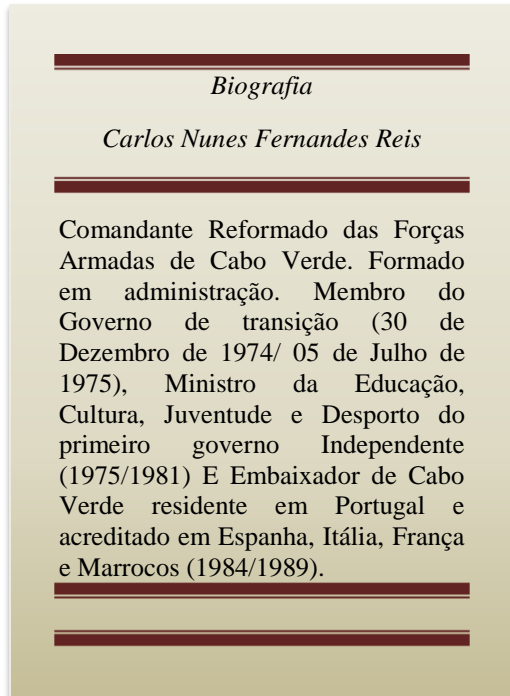 Biografia
Carlos Nunes Fernandes Reis
Comandante Reformado das Forças
Armadas de Cabo Verde. Formado
em administração. Membro do
Governo de transição (30 de
Dezembro de 1974/ 05 de Julho de
1975), Ministro da Educação,
Cultura, Juventude e Desporto do
primeiro governo Independente
(1975/1981) E Embaixador de Cabo
Verde residente em Portugal e
acreditado em Espanha, Itália, França
e Marrocos (1984/1989).